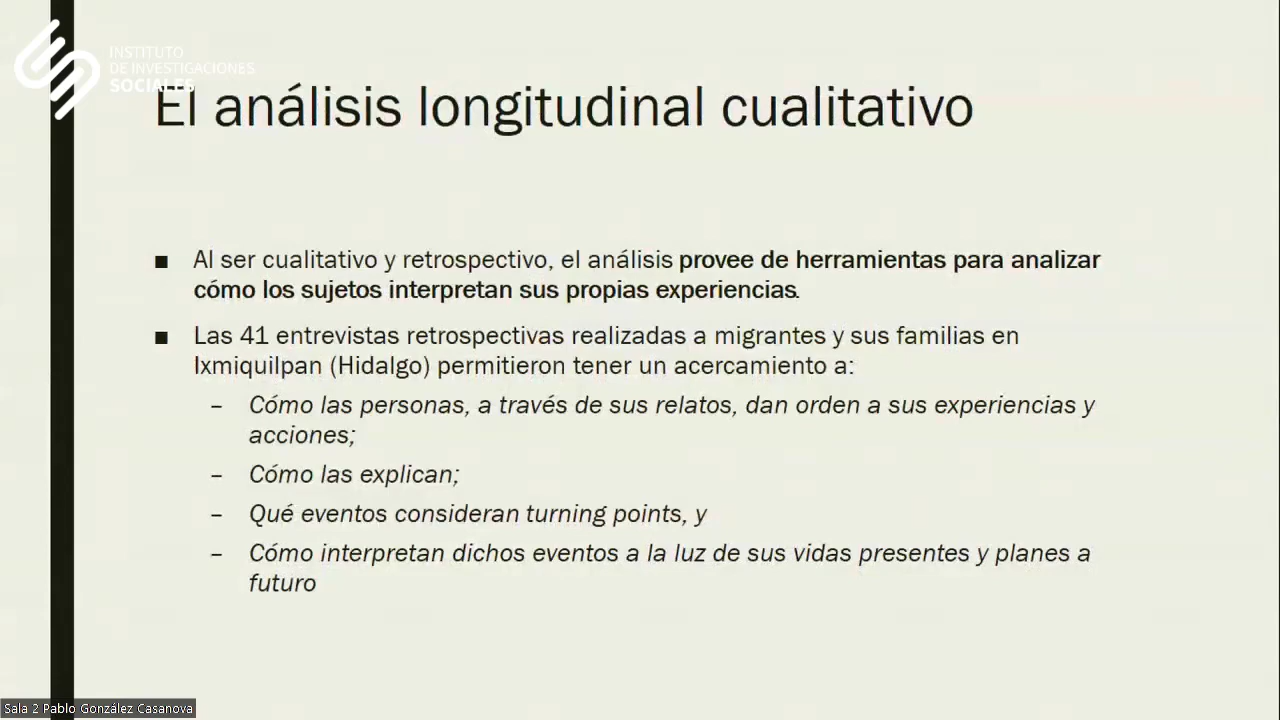 INSTITUTO
DE INVESTIGACIONES
SOCIALES
El análisis longitudinal cualitativo
■ Al ser cualitativo y retrospectivo, el análisis provee de herramientas para analizar
cómo los sujetos interpretan sus propias experiencias.
■ Las 41 entrevistas retrospectivas realizadas a migrantes y sus familias en
Ixmiquilpan (Hidalgo) permitieron tener un acercamiento a:
– Cómo las personas, a través de sus relatos, dan orden a sus experiencias y
acciones;
– Cómo las explican;
– Qué eventos consideran turning points, y
– Cómo interpretan dichos eventos a la luz de sus vidas presentes y planes a
futuro
Sala 2 Pablo González Casanova